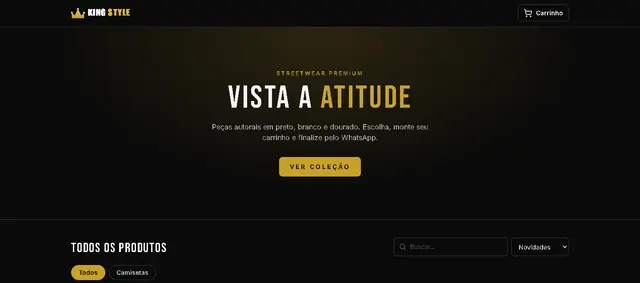 KING STYLE
Carrinho
STREETWEAR PREMIUM
VISTA A ATITUDE
Peças autorais em preto, branco e dourado. Escolha, monte seu
carrinho e finalize pelo WhatsApp.
VER COLEÇÃO
TODOS OS PRODUTOS
Buscar...
Novidades
Todos
Camisetas